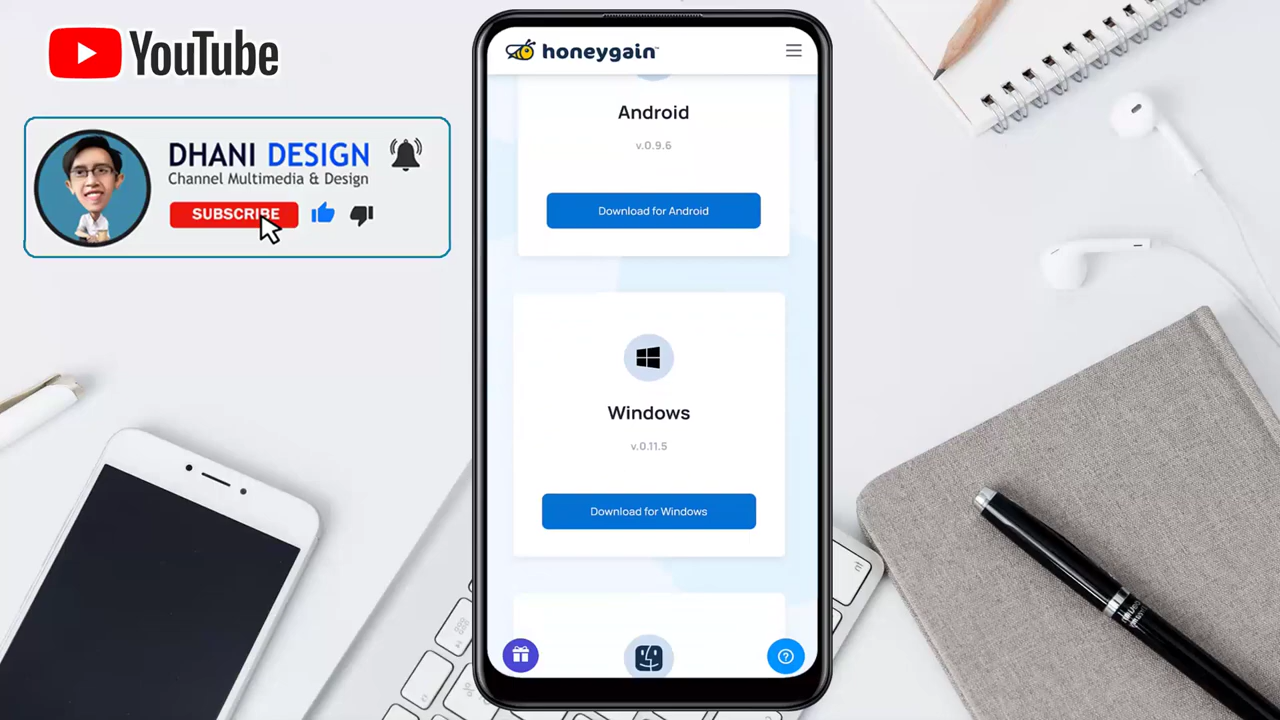 YouTube
DHANI DESIGN
Channel Multimedia & Design
SUBSCRIBE
honeygain™
Android
v.0.9.6
Download for Android
Windows
v.0.11.5
Download for Windows